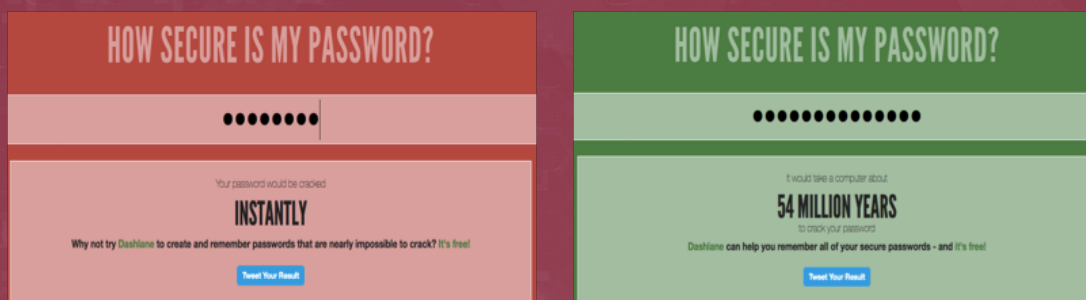 HOW SECURE IS MY PASSWORD?
●●●●●●●●
Your password would be cracked
INSTANTLY
Why not try Dashlane to create and remember passwords that are nearly impossible to crack? It's free!
Tweet Your Result
HOW SECURE IS MY PASSWORD?
●●●●●●●●●●●●●●
It would take a computer about
54 MILLION YEARS
to crack your password
Dashlane can help you remember all of your secure passwords - and it's free!
Tweet Your Result